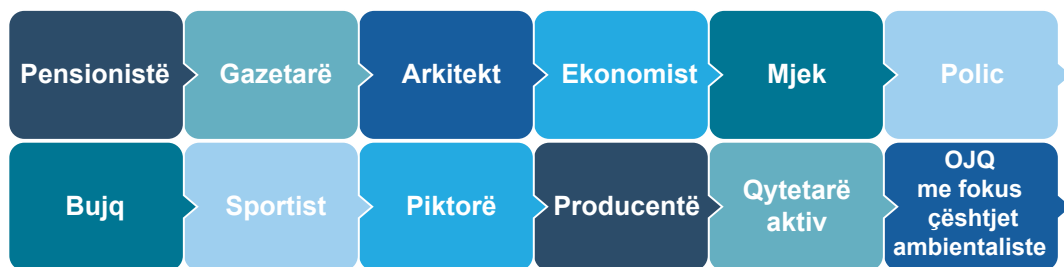 Pensionistë
Gazetarë
Arkitekt
Ekonomist
Mjek
Polic
Bujq
Sportist
Piktorë
Producentë
Qytetarë
aktiv
OJQ
me fokus
çështjet
ambientaliste